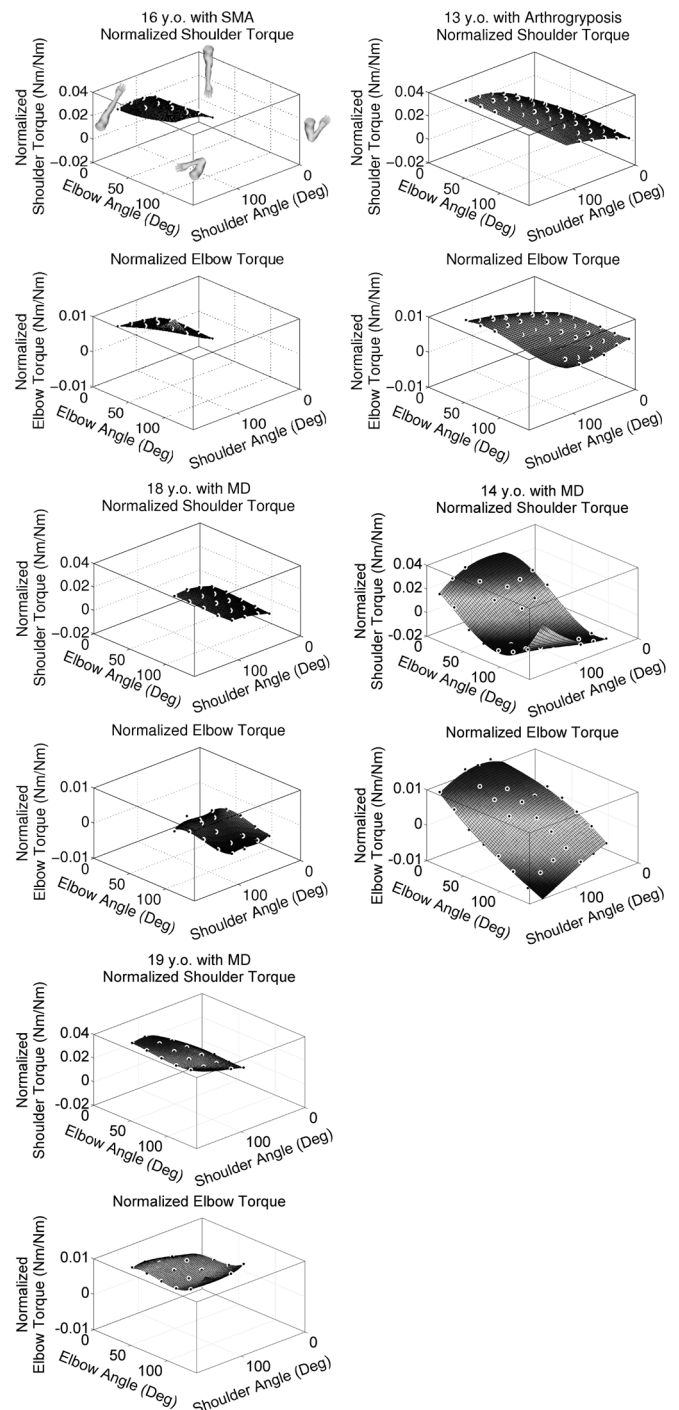 16 y.o. with SMA
Normalized Shoulder Torque
Normalized
Shoulder Torque (Nm/Nm)
0.04
0.02
0
−0.02
0
50
100
Elbow Angle (Deg)
100
0
Shoulder Angle (Deg)
13 y.o. with Arthrogryposis
Normalized Shoulder Torque
Normalized
Shoulder Torque (Nm/Nm)
0.04
0.02
0
−0.02
0
50
100
Elbow Angle (Deg)
100
0
Shoulder Angle (Deg)
Normalized Elbow Torque
Normalized
Elbow Torque (Nm/Nm)
0.01
0
−0.01
0
50
100
Elbow Angle (Deg)
100
0
Shoulder Angle (Deg)
Normalized Elbow Torque
Normalized
Elbow Torque (Nm/Nm)
0.01
0
−0.01
0
50
100
Elbow Angle (Deg)
100
0
Shoulder Angle (Deg)
18 y.o. with MD
Normalized Shoulder Torque
Normalized
Shoulder Torque (Nm/Nm)
0.04
0.02
0
−0.02
0
50
100
Elbow Angle (Deg)
100
0
Shoulder Angle (Deg)
14 y.o. with MD
Normalized Shoulder Torque
Normalized
Shoulder Torque (Nm/Nm)
0.04
0.02
0
-0.02
0
50
100
Elbow Angle (Deg)
100
0
Shoulder Angle (Deg)
Normalized Elbow Torque
Normalized
Elbow Torque (Nm/Nm)
0.01
0
−0.01
0
50
100
Elbow Angle (Deg)
100
0
Shoulder Angle (Deg)
Normalized Elbow Torque
Normalized
Elbow Torque (Nm/Nm)
0.01
0
-0.01
0
50
100
Elbow Angle (Deg)
100
0
Shoulder Angle (Deg)
19 y.o. with MD
Normalized Shoulder Torque
Normalized
Shoulder Torque (Nm/Nm)
0.04
0.02
0
-0.02
0
50
100
Elbow Angle (Deg)
100
0
Shoulder Angle (Deg)
Normalized Elbow Torque
Normalized
Elbow Torque (Nm/Nm)
0.01
0
-0.01
0
50
100
Elbow Angle (Deg)
100
0
Shoulder Angle (Deg)